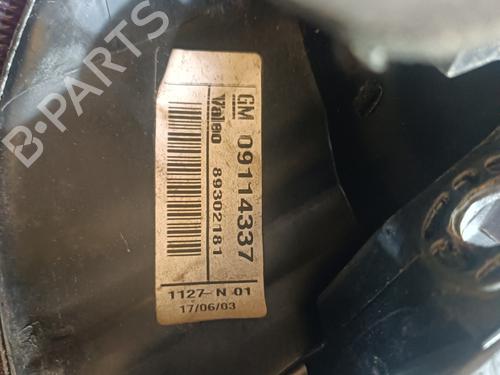 GM 09114337
Valeo 89302181
1127-N 01
17/06/03
B-PARTS